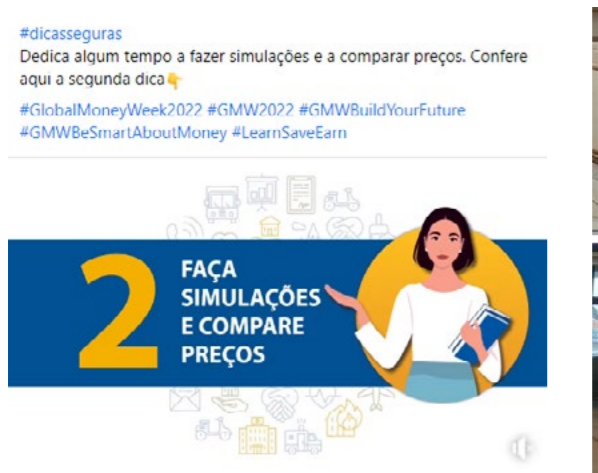 #dicasseguras
Dedica algum tempo a fazer simulações e a comparar preços. Confere
aqui a segunda dica👇
#GlobalMoneyWeek2022 #GMW2022 #GMWBuildYourFuture
#GMWBeSmartAboutMoney #LearnSaveEarn
2
FAÇA
SIMULAÇÕES
E COMPARE
PREÇOS